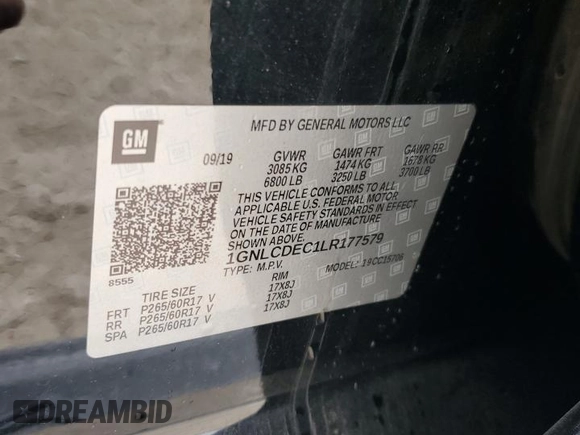 GM
MFD BY GENERAL MOTORS LLC
09/19
GVWR
3085 KG
6800 LB
GAWR FRT
1474 KG
3250 LB
GAWR RR
1678 KG
3700 LB
THIS VEHICLE CONFORMS TO ALL
APPLICABLE U.S. FEDERAL MOTOR
VEHICLE SAFETY STANDARDS IN EFFECT
ON THE DATE OF MANUFACTURE
SHOWN ABOVE.
1GNLCDEC1LR177579
TYPE: M.P.V. MODEL: 19CC15706
8555
TIRE SIZE RIM
FRT P265/60R17 V 17X8J
RR P265/60R17 V 17X8J
SPA P265/60R17 V 17X8J
DREAMBID